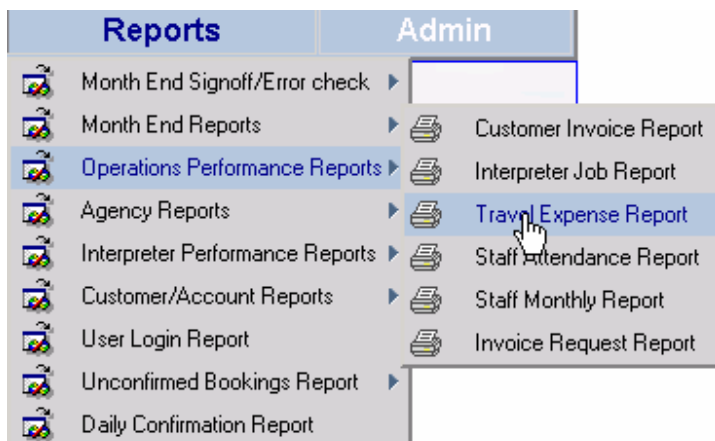 Reports Admin
Month End Signoff/Error check
Month End Reports
Operations Performance Reports
Agency Reports
Interpreter Performance Reports
Customer/Account Reports
User Login Report
Unconfirmed Bookings Report
Daily Confirmation Report
Customer Invoice Report
Interpreter Job Report
Travel Expense Report
Staff Attendance Report
Staff Monthly Report
Invoice Request Report